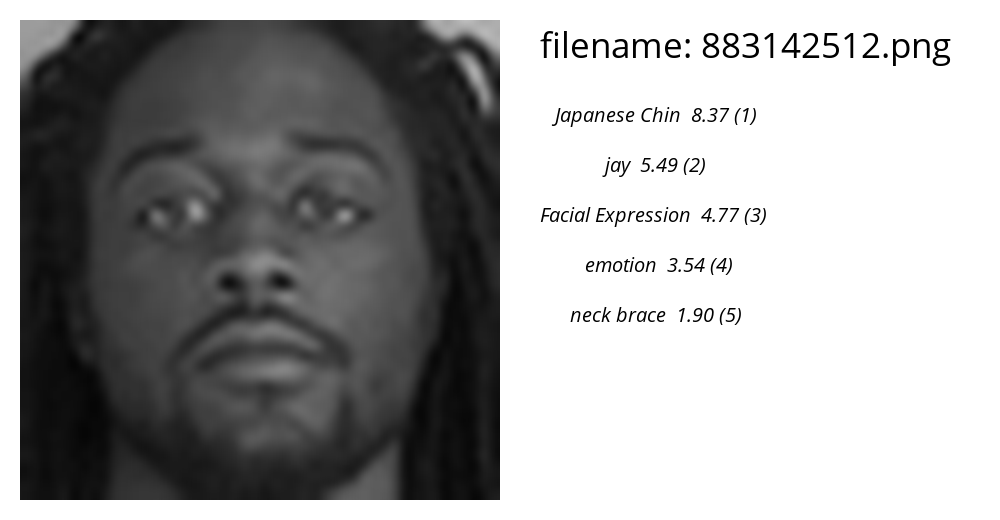 filename: 883142512.png
Japanese Chin 8.37 (1)
jay 5.49 (2)
Facial Expression 4.77 (3)
emotion 3.54 (4)
neck brace 1.90 (5)